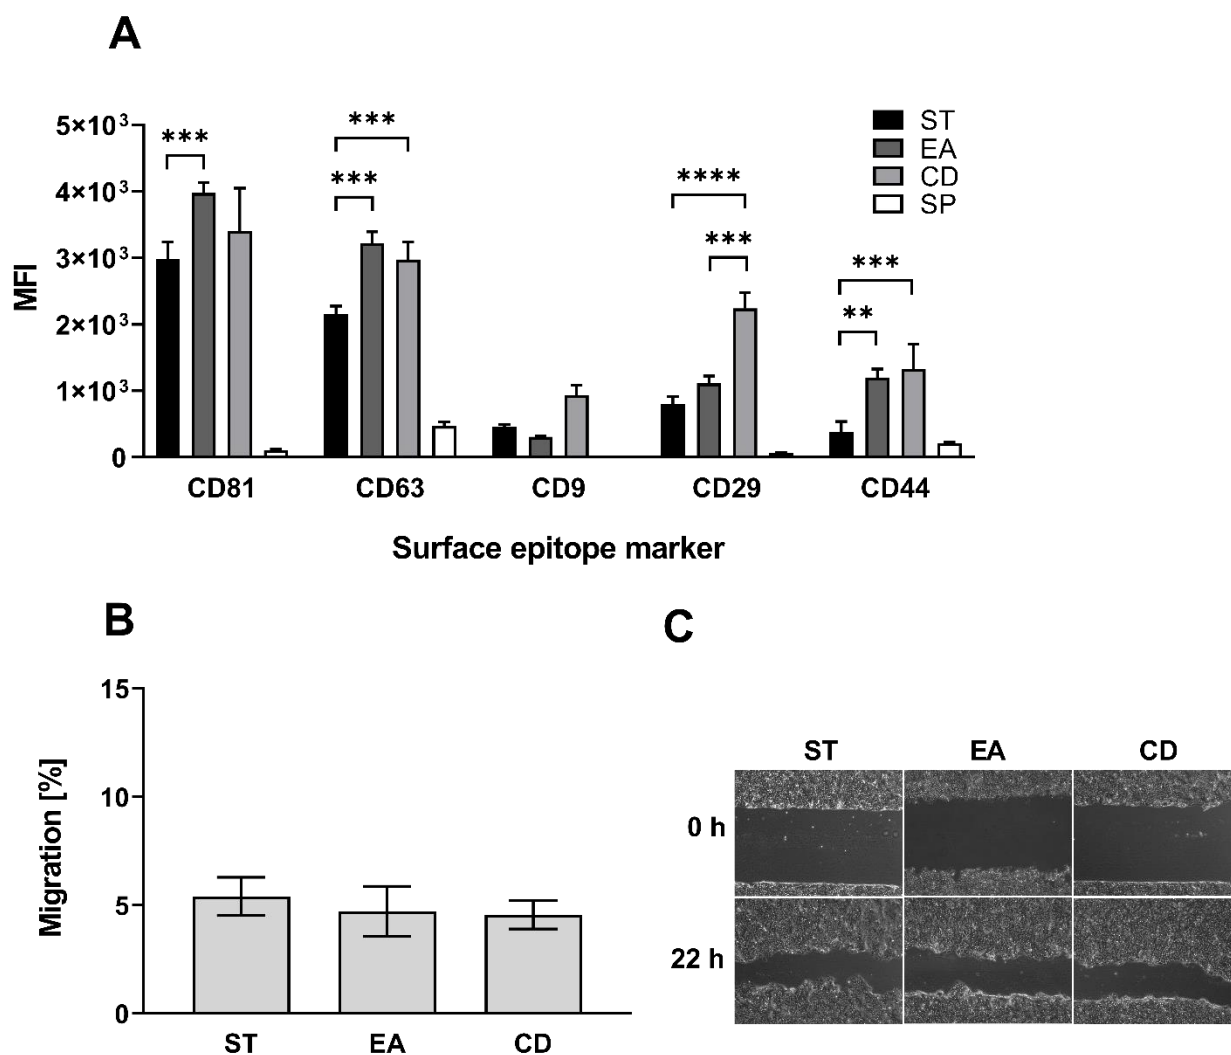 A
*** *** *** **** *** *** **
ST
EA
CD
SP
5×10³
4×10³
3×10³
2×10³
1×10³
0
MFI
CD81 CD63 CD9 CD29 CD44
Surface epitope marker
B
15
10
5
0
Migration [%]
ST EA CD
C
ST EA CD
0 h
22 h